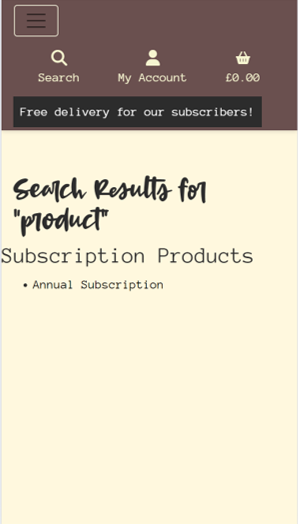 Search My Account £0.00
Free delivery for our subscribers!
Search Results for
"product"
Subscription Products
• Annual Subscription